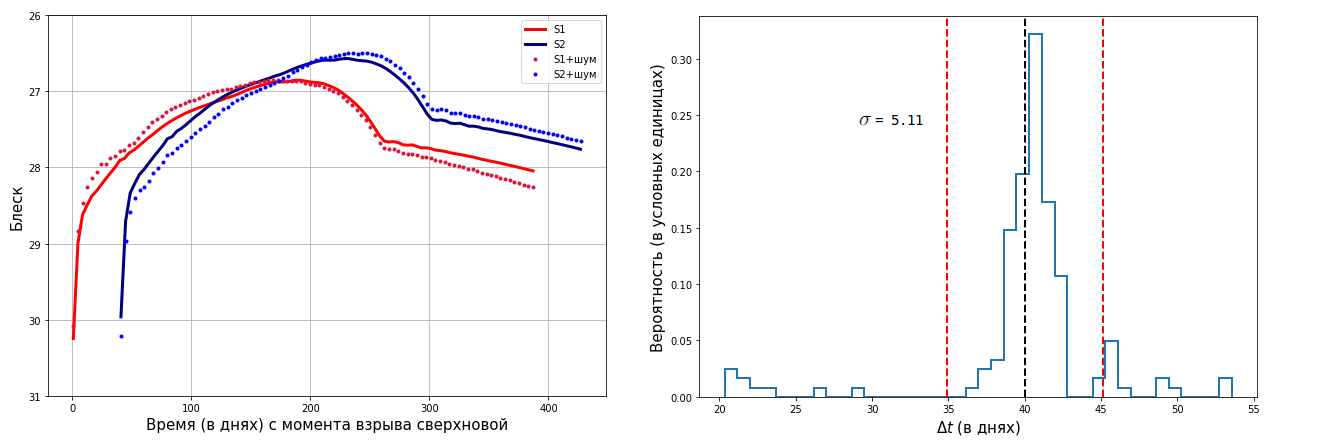 26
27
28
29
30
31
Блеск
0
100
200
300
400
Время (в днях) с момента взрыва сверхновой
S1
S2
S1+шум
S2+шум
0.30
0.25
0.20
0.15
0.10
0.05
0.00
Вероятность (в условных единицах)
σ = 5.11
20
25
30
35
40
45
50
55
Δt (в днях)